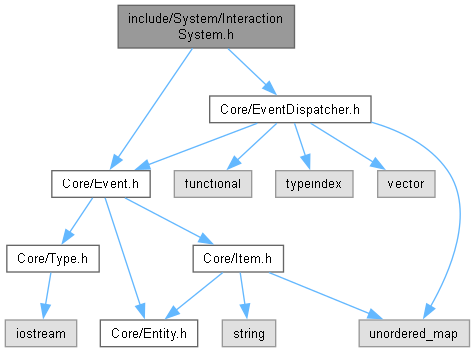 include/System/Interaction
System.h
Core/EventDispatcher.h
Core/Event.h
functional
typeindex
vector
Core/Type.h
Core/Item.h
iostream
Core/Entity.h
string
unordered_map